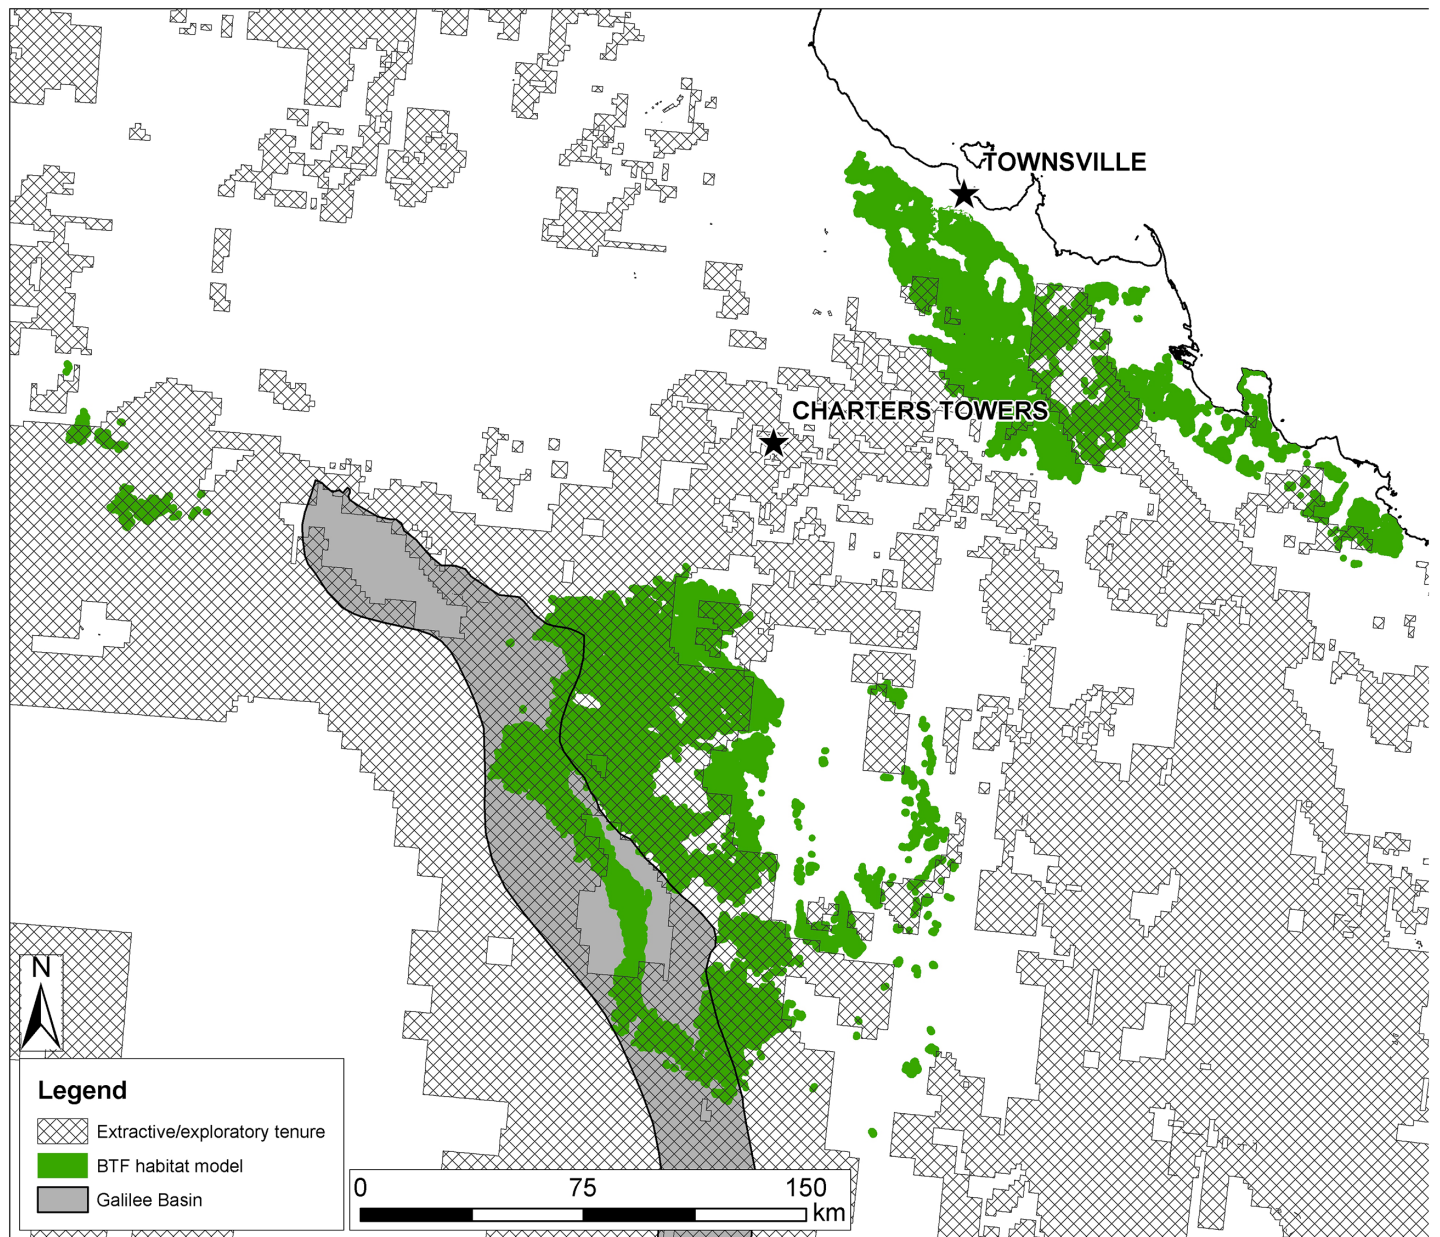 TOWNSVILLE
CHARTERS TOWERS
N
Legend
Extractive/exploratory tenure
BTF habitat model
Galilee Basin
0 75 150
km